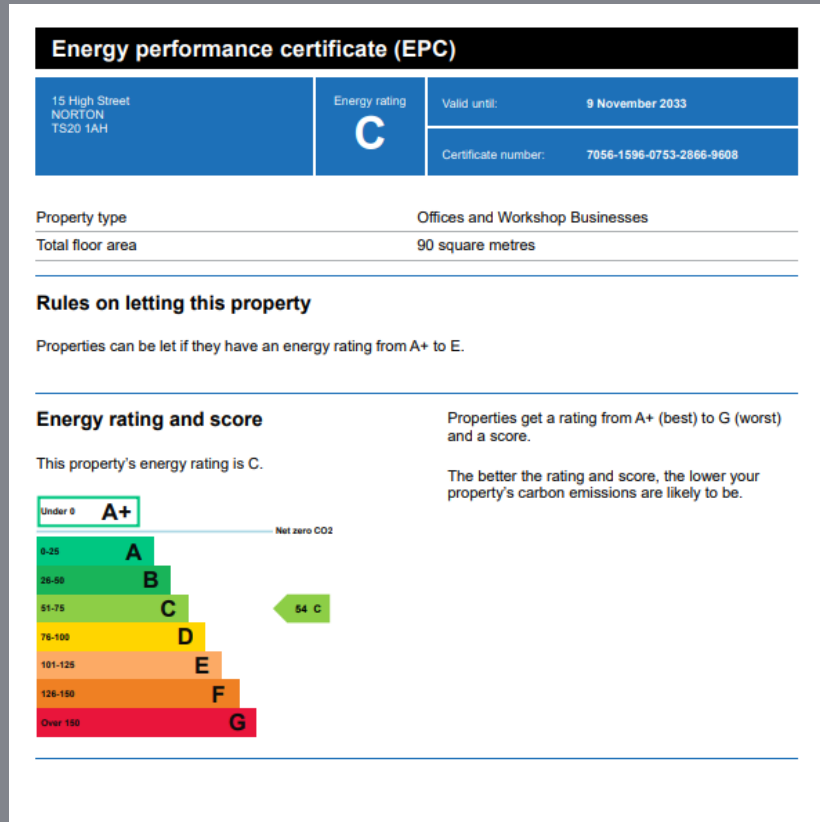 Energy performance certificate (EPC)
15 High Street
NORTON
TS20 1AH
Energy rating
C
Valid until: 9 November 2033
Certificate number: 7056-1596-0753-2866-9608
Property type Offices and Workshop Businesses
Total floor area 90 square metres
Rules on letting this property
Properties can be let if they have an energy rating from A+ to E.
Energy rating and score
This property's energy rating is C.
Properties get a rating from A+ (best) to G (worst)
and a score.
The better the rating and score, the lower your
property's carbon emissions are likely to be.
Under 0 A+
Net zero CO2
0-25 A
26-50 B
51-75 C 54 C
76-100 D
101-125 E
126-150 F
Over 150 G